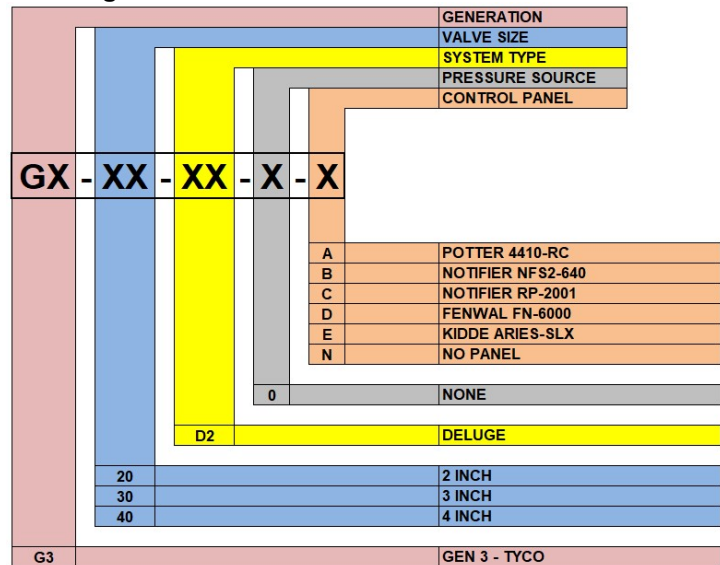 GENERATION
VALVE SIZE
SYSTEM TYPE
PRESSURE SOURCE
CONTROL PANEL
GX - XX - XX - X - X
A POTTER 4410-RC
B NOTIFIER NFS2-640
C NOTIFIER RP-2001
D FENWAL FN-6000
E KIDDE ARIES-SLX
N NO PANEL
0 NONE
D2 DELUGE
20 2 INCH
30 3 INCH
40 4 INCH
G3 GEN 3 - TYCO